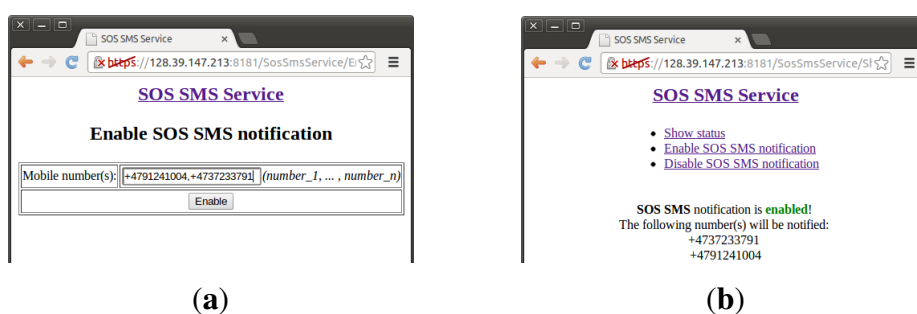 SOS SMS Service
https://128.39.147.213:8181/SosSmsService/E
SOS SMS Service
Enable SOS SMS notification
Mobile number(s): +4791241004,+4737233791 (number_1, ... , number_n)
Enable
(a)
SOS SMS Service
https://128.39.147.213:8181/SosSmsService/S
SOS SMS Service
Show status
Enable SOS SMS notification
Disable SOS SMS notification
SOS SMS notification is enabled!
The following number(s) will be notified:
+4737233791
+4791241004
(b)